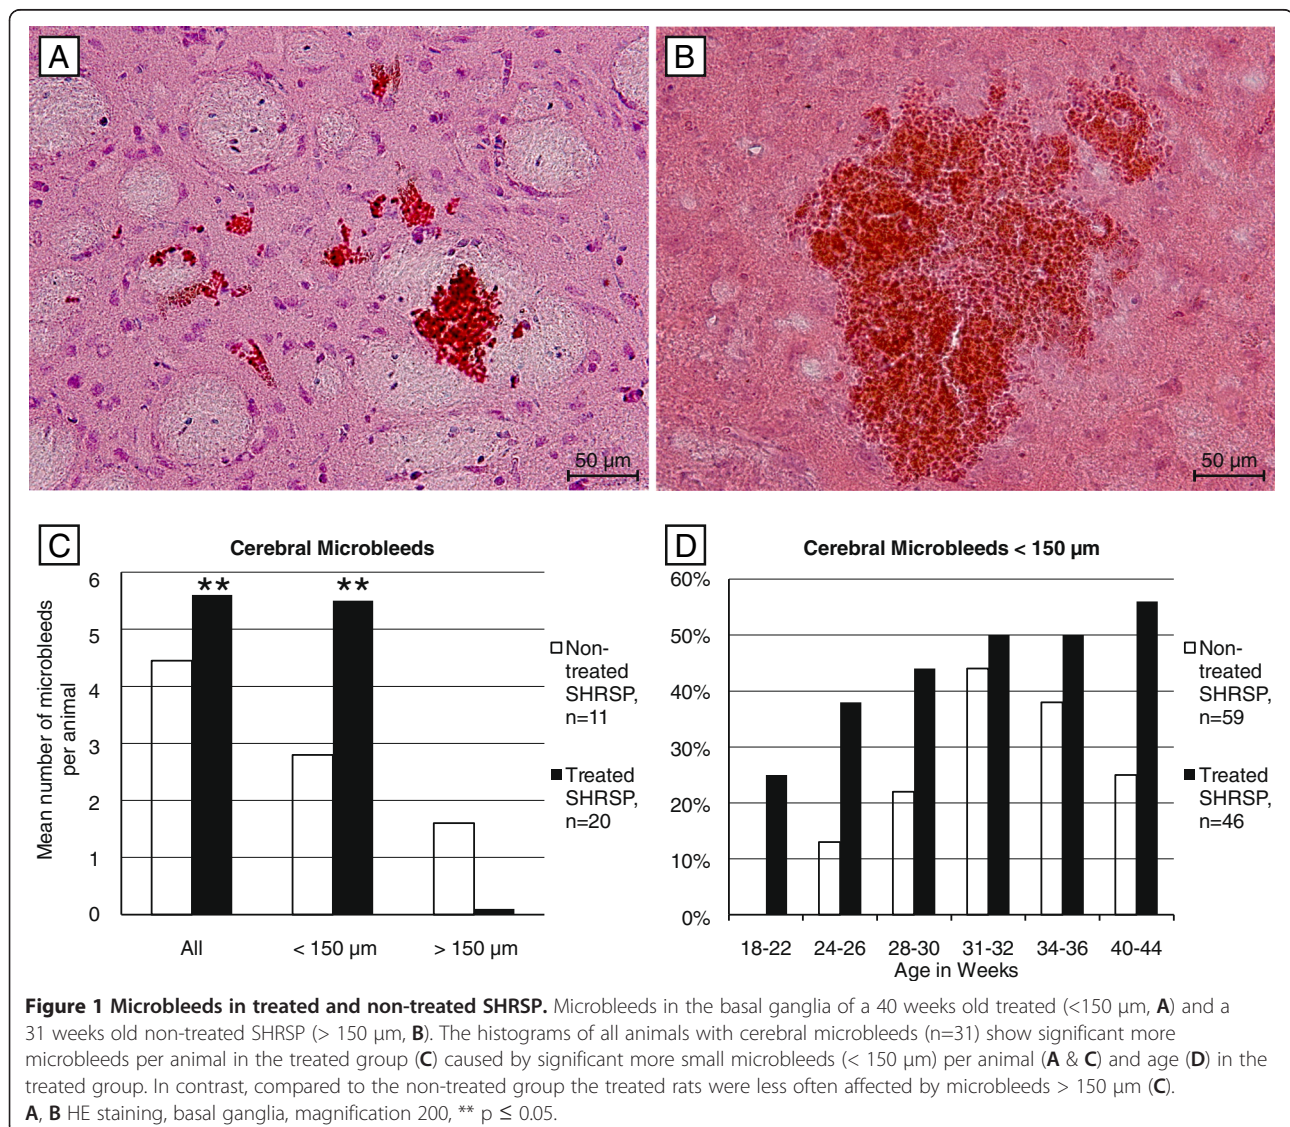 A
B
50 µm
50 µm
C
Cerebral Microbleeds
Mean number of microbleeds
per animal
6
5
4
3
2
1
0
**
**
All
< 150 µm
> 150 µm
Non-
treated
SHRSP,
n=11
Treated
SHRSP,
n=20
D
Cerebral Microbleeds < 150 µm
60%
50%
40%
30%
20%
10%
0%
18-22
24-26
28-30
31-32
34-36
40-44
Age in Weeks
Non-
treated
SHRSP,
n=59
Treated
SHRSP,
n=46
Figure 1 Microbleeds in treated and non-treated SHRSP. Microbleeds in the basal ganglia of a 40 weeks old treated (<150 µm, A) and a
31 weeks old non-treated SHRSP (> 150 µm, B). The histograms of all animals with cerebral microbleeds (n=31) show significant more
microbleeds per animal in the treated group (C) caused by significant more small microbleeds (< 150 µm) per animal (A & C) and age (D) in the
treated group. In contrast, compared to the non-treated group the treated rats were less often affected by microbleeds > 150 µm (C).
A, B HE staining, basal ganglia, magnification 200, ** p ≤ 0.05.